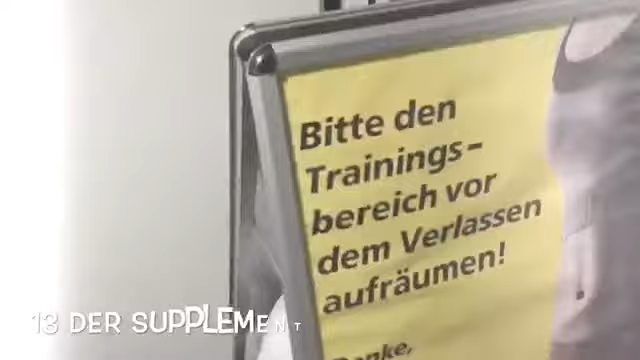 Bitte den
Trainings-
bereich vor
dem Verlassen
aufräumen!
Danke,
13 DER SUPPLEMENT